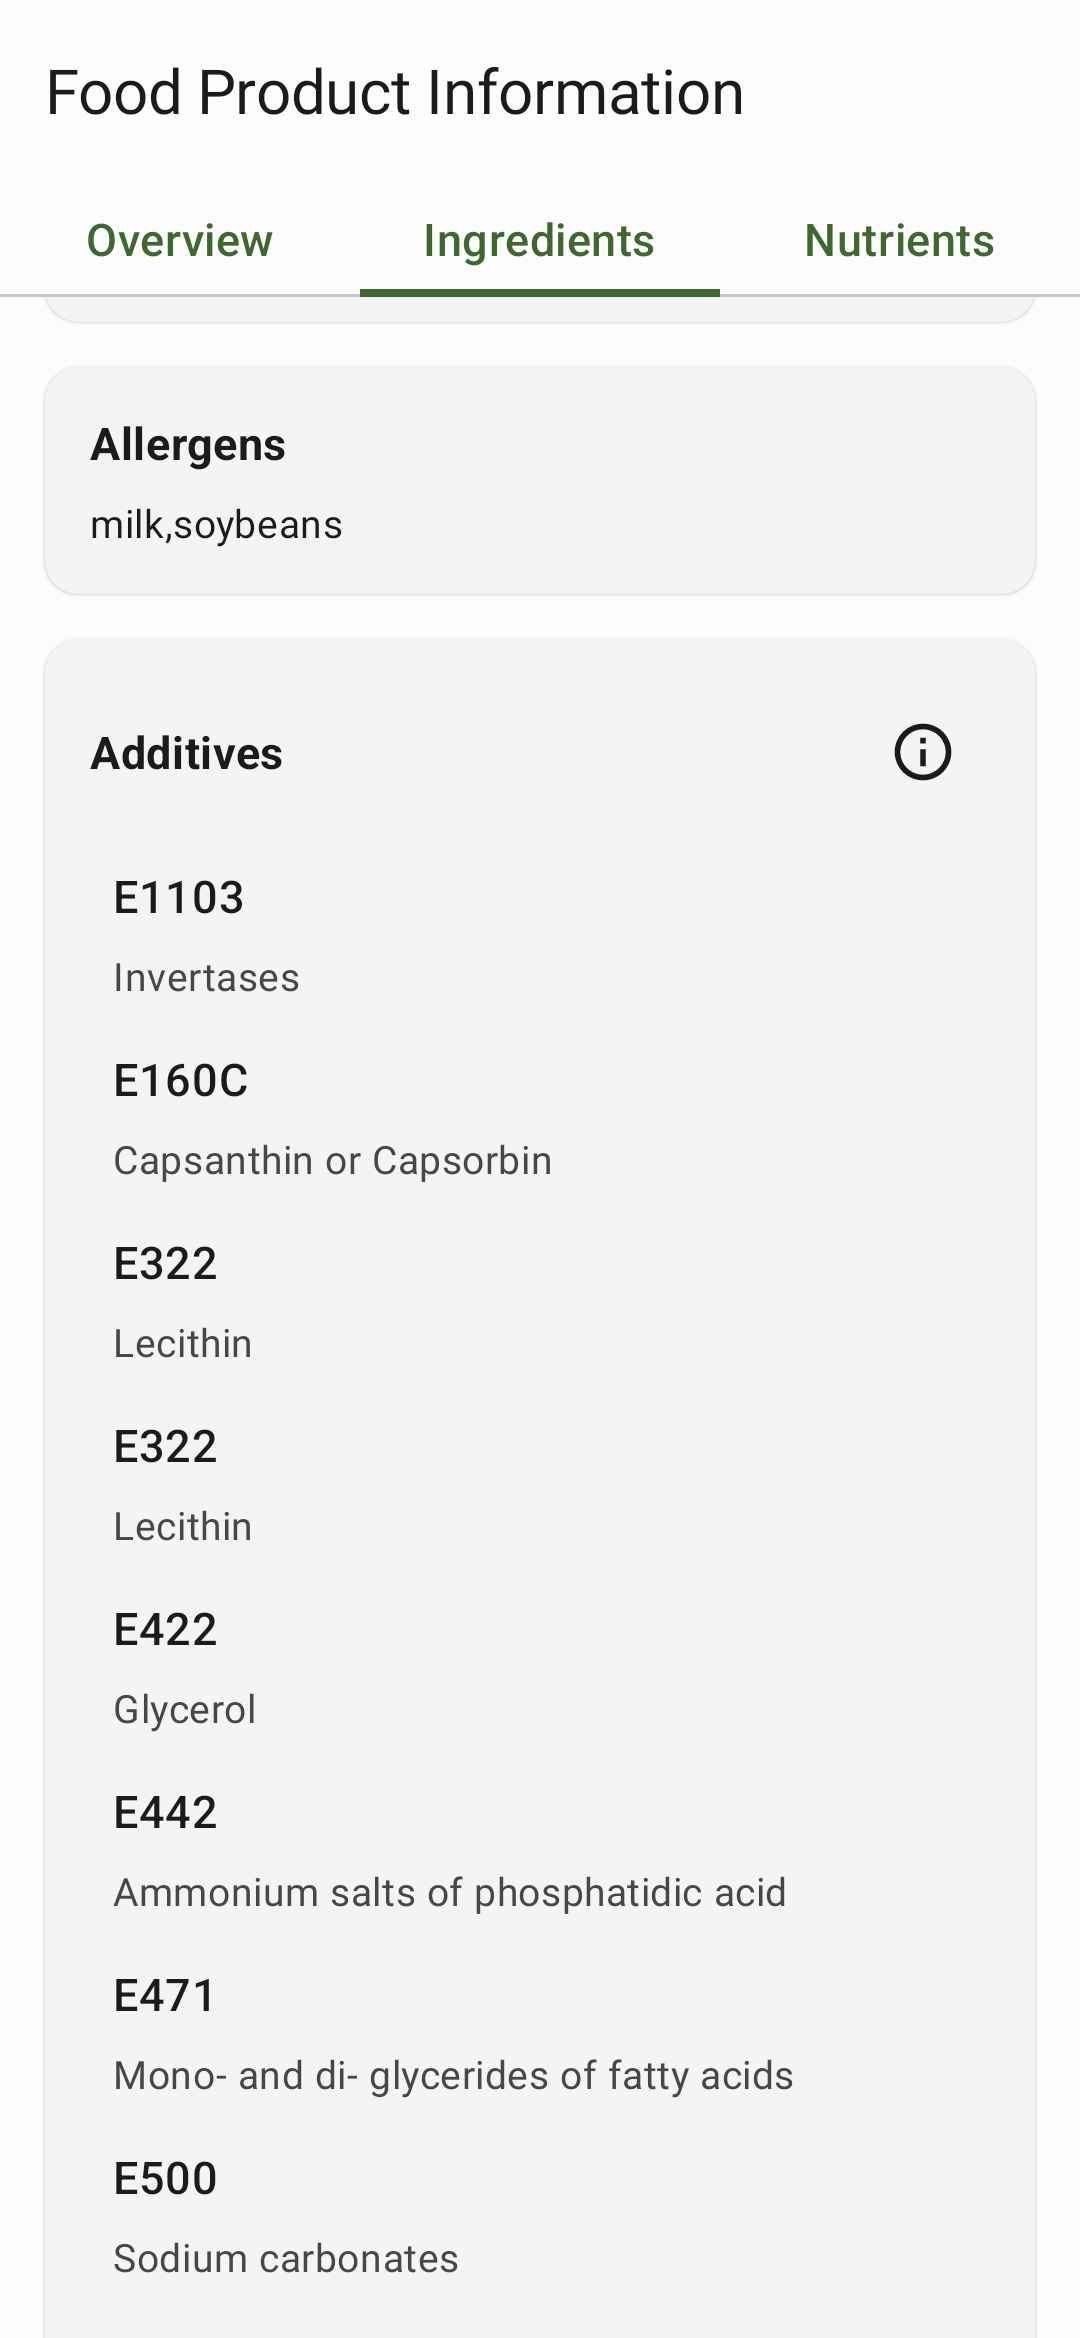 Food Product Information
Overview Ingredients Nutrients
Allergens
milk,soybeans
Additives
E1103
Invertases
E160C
Capsanthin or Capsorbin
E322
Lecithin
E322
Lecithin
E422
Glycerol
E442
Ammonium salts of phosphatidic acid
E471
Mono- and di- glycerides of fatty acids
E500
Sodium carbonates